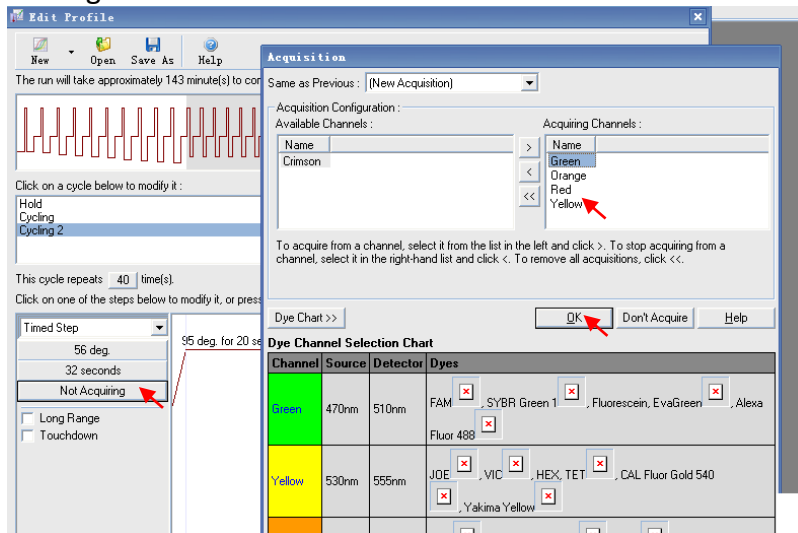 Edit Profile
New Open Save As Help
The run will take approximately 143 minute(s) to
Click on a cycle below to modify it :
Hold
Cycling
Cycling 2
This cycle repeats 40 time(s).
Click on one of the steps below to modify it, or press
Timed Step
56 deg.
32 seconds
Not Acquiring
Long Range
Touchdown
95 deg. for 20
Acquisition
Same as Previous : (New Acquisition)
Acquisition Configuration :
Available Channels :
Name
Crimson
>
<
<<
Acquiring Channels :
Name
Green
Orange
Red
Yellow
To acquire from a channel, select it from the list in the left and click >. To stop acquiring from a
channel, select it in the right-hand list and click <. To remove all acquisitions, click <<.
Dye Chart >> OK Don't Acquire Help
Dye Channel Selection Chart
Channel Source Detector Dyes
Green 470nm 510nm FAM , SYBR Green 1 , Fluorescein, EvaGreen , Alexa
Fluor 488
Yellow 530nm 555nm JOE , VIC , HEX, TET , CAL Fluor Gold 540
, Yakima Yellow